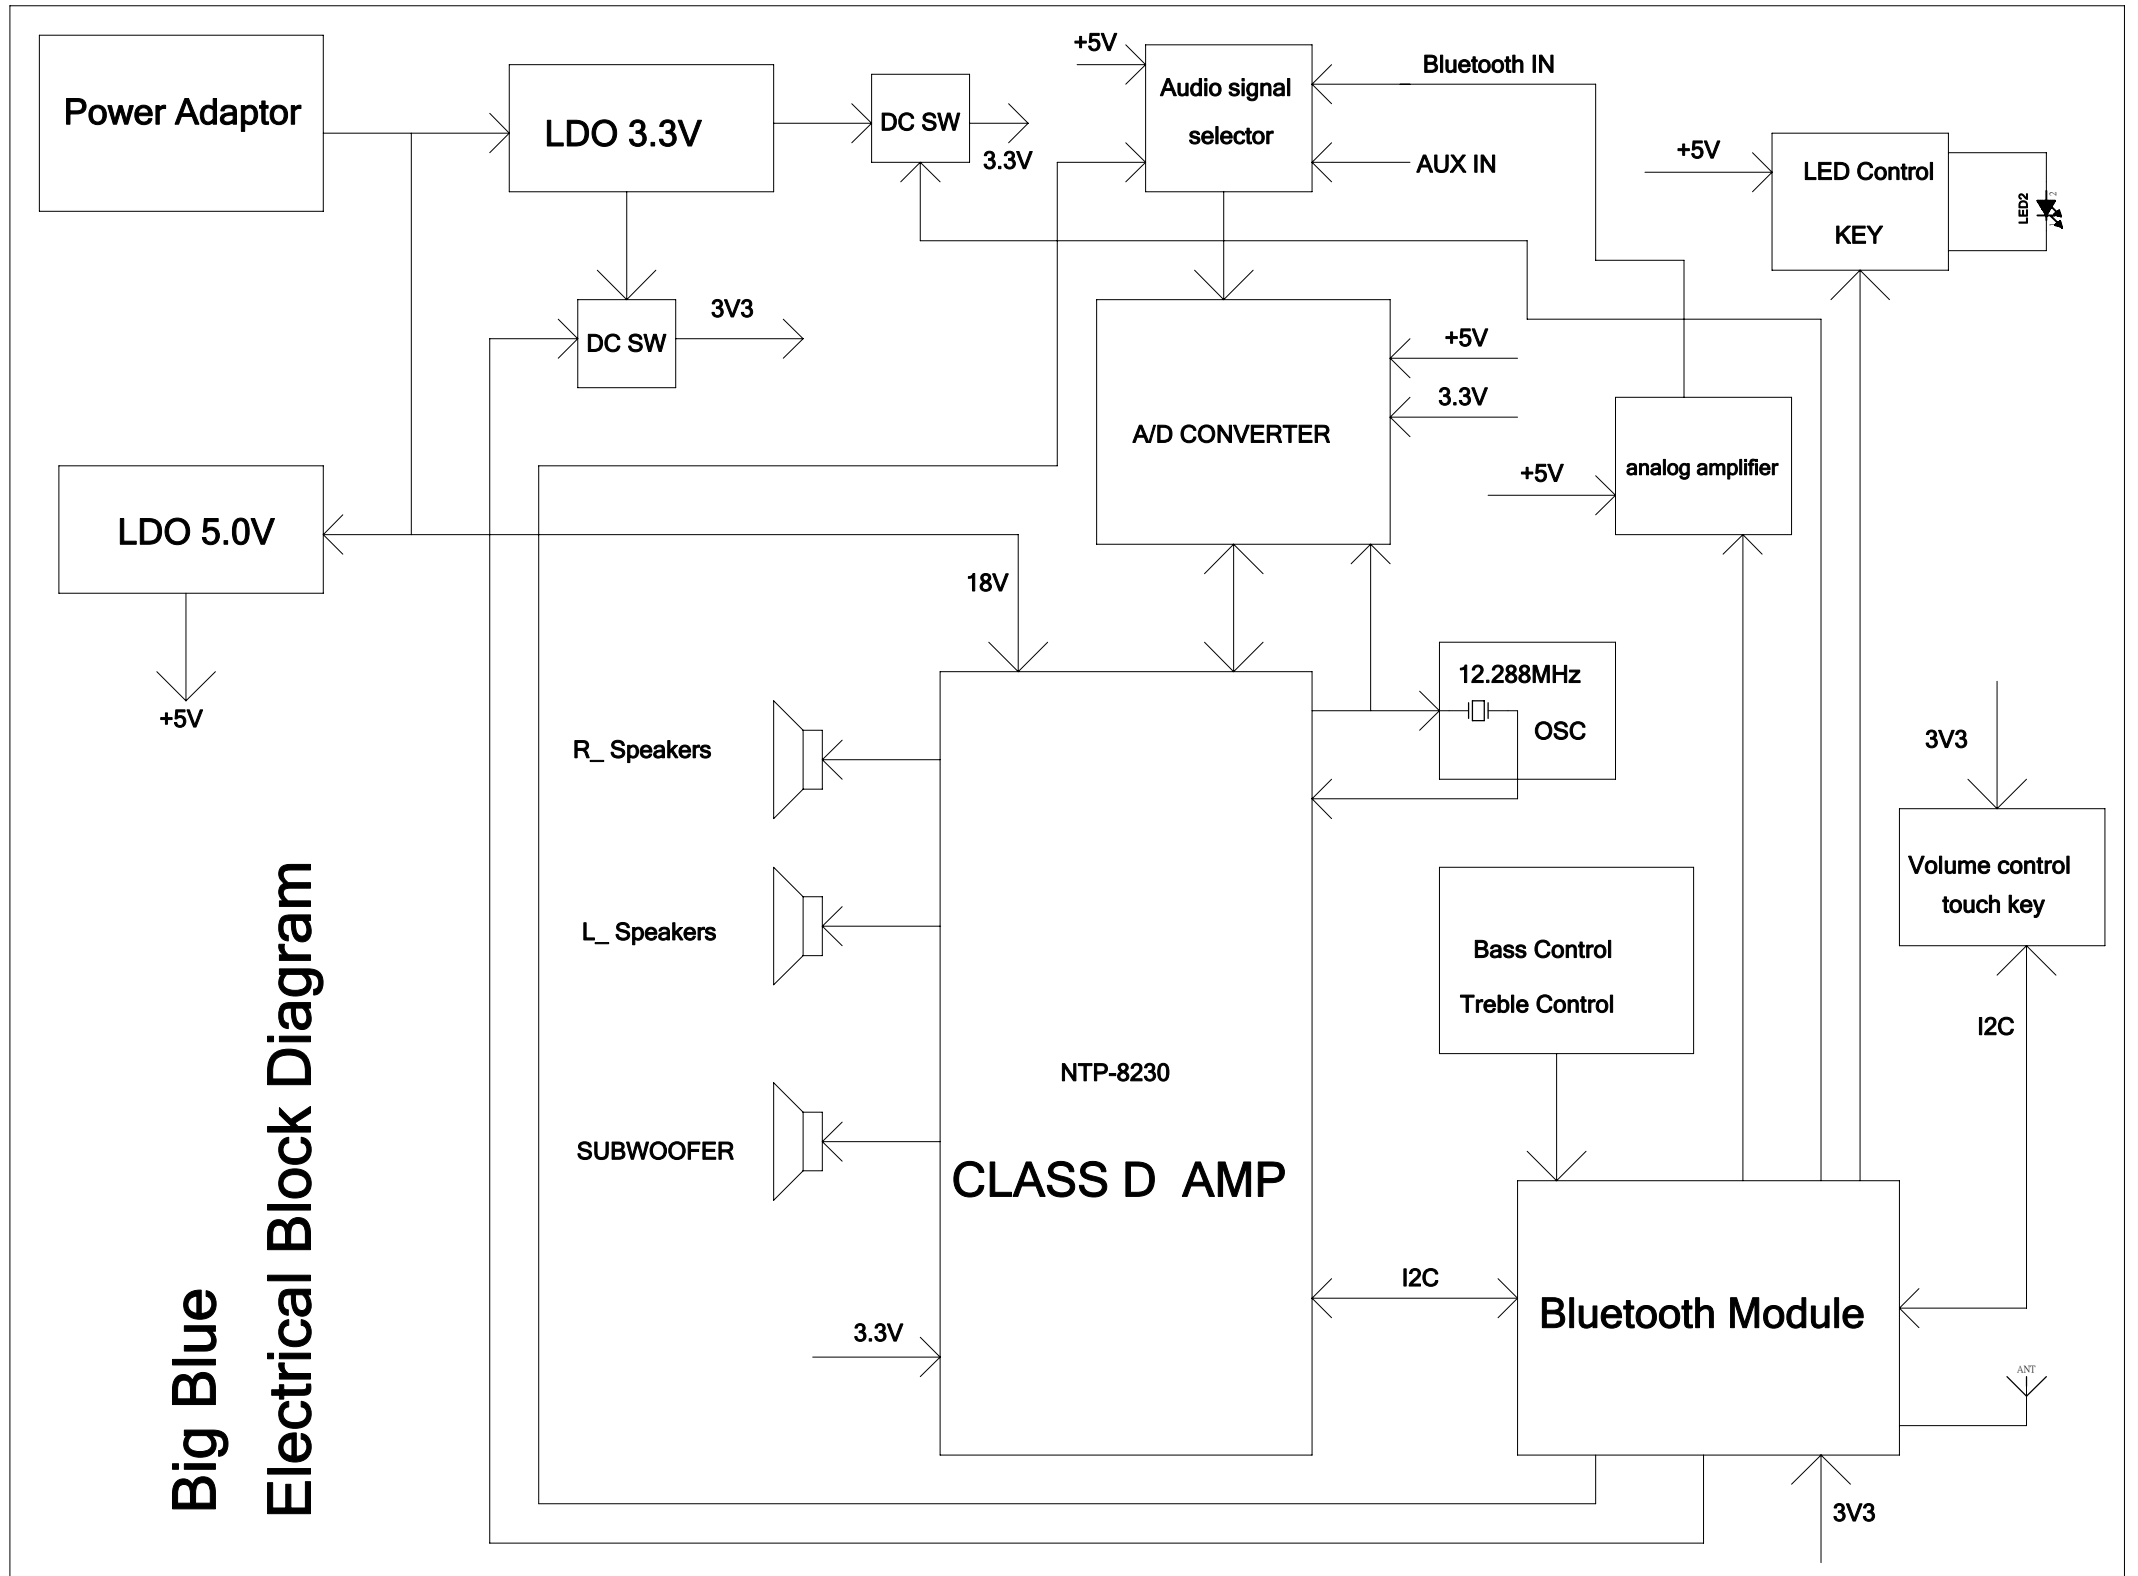 Power Adaptor
LDO 3.3V
DC SW
3.3V
+5V
Audio signal
selector
Bluetooth IN
AUX IN
+5V
LED Control
KEY
LED2
2
DC SW
3V3
+5V
3.3V
A/D CONVERTER
+5V
analog amplifier
LDO 5.0V
+5V
18V
12.288MHz
OSC
R_ Speakers
L_ Speakers
SUBWOOFER
NTP-8230
CLASS D AMP
3.3V
3V3
Volume control
touch key
I2C
Bass Control
Treble Control
I2C
Bluetooth Module
ANT
3V3
Big Blue
Electrical Block Diagram